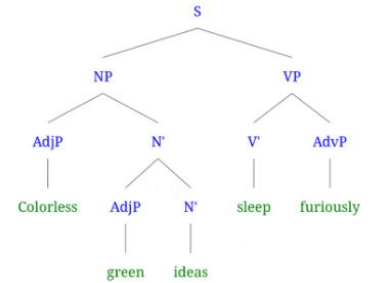 S
NP VP
AdjP N' V' AdvP
Colorless AdjP N' sleep furiously
green ideas